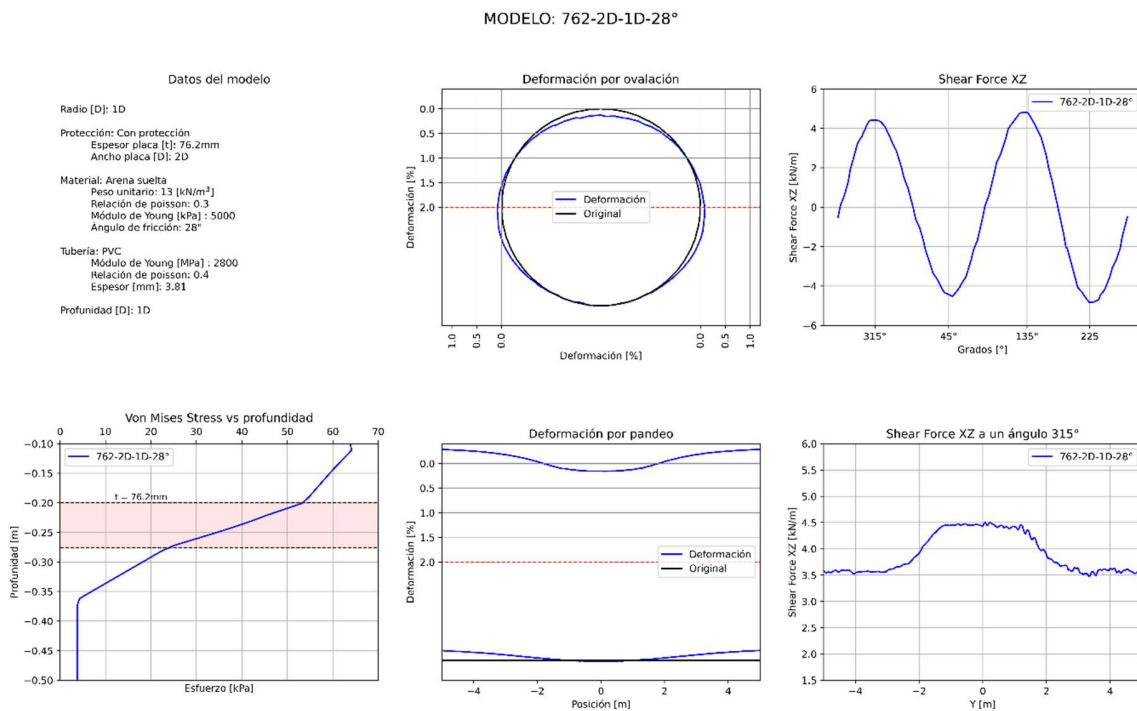 MODELO: 762-2D-1D-28°
Datos del modelo
Radio [D]: 1D
Protección: Con protección
Espesor placa [t]: 76.2mm
Ancho placa [D]: 2D
Material: Arena suelta
Peso unitario: 13 [kN/m³]
Relación de poisson: 0.3
Módulo de Young [kPa] : 5000
Ángulo de fricción: 28°
Tubería: PVC
Módulo de Young [MPa] : 2800
Relación de poisson: 0.4
Espesor [mm]: 3.81
Profunidad [D]: 1D
Deformación por ovalación
0.0
0.5
1.0
1.5
2.0
Deformación [%]
Deformación
Original
1.0
0.5
0.0
0.0
0.5
1.0
Deformación [%]
Shear Force XZ
762-2D-1D-28°
6
4
2
0
−2
−4
−6
Shear Force XZ [kN/m]
315°
45°
135°
225
Grados [°]
Von Mises Stress vs profundidad
0
10
20
30
40
50
60
70
762-2D-1D-28°
−0.10
−0.15
−0.20
−0.25
−0.30
−0.35
−0.40
−0.45
−0.50
Profundidad [m]
t = 76.2mm
Esfuerzo [kPa]
Deformación por pandeo
0.0
0.5
1.0
1.5
2.0
Deformación [%]
Deformación
Original
−4
−2
0
2
4
Posición [m]
Shear Force XZ a un ángulo 315°
762-2D-1D-28°
6.0
5.5
5.0
4.5
4.0
3.5
3.0
2.5
2.0
1.5
Shear Force XZ [kN/m]
−4
−2
0
2
4
Y [m]